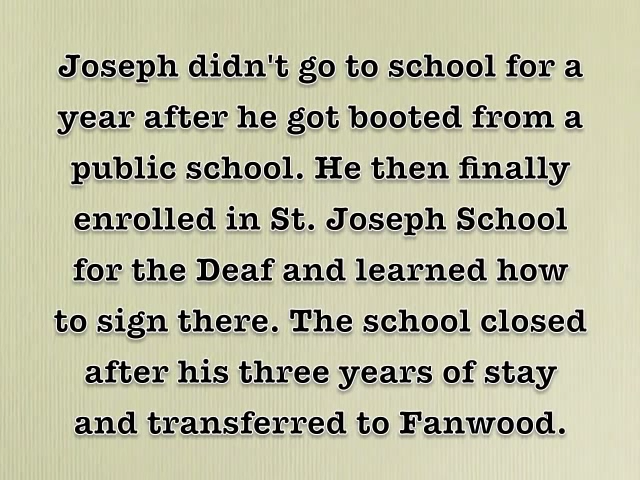 Joseph didn't go to school for a
year after he got booted from a
public school. He then finally
enrolled in St. Joseph School
for the Deaf and learned how
to sign there. The school closed
after his three years of stay
and transferred to Fanwood.